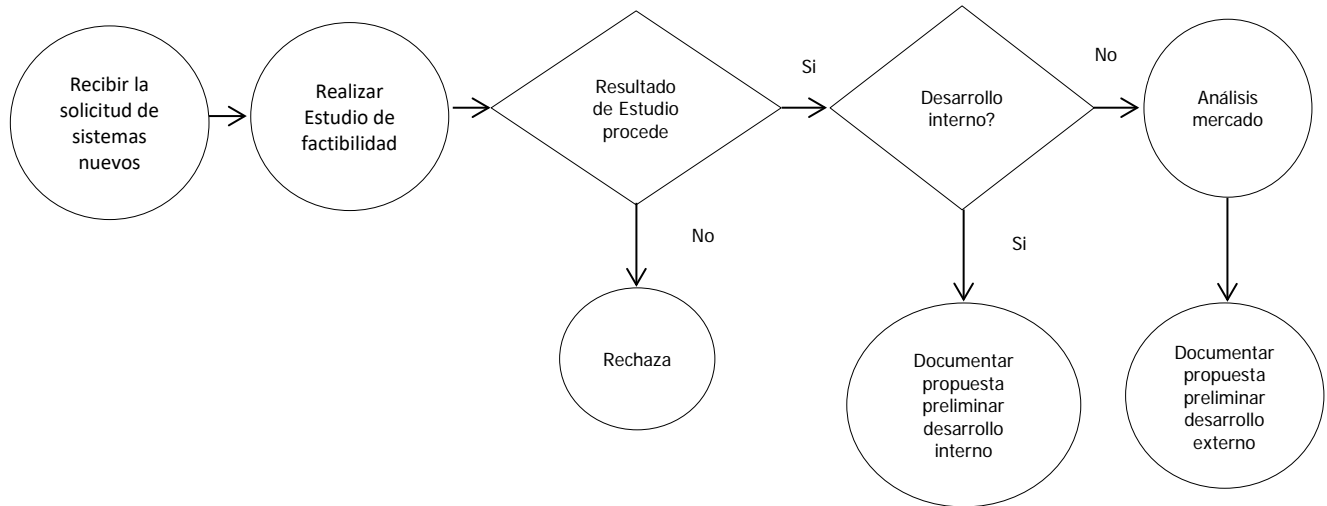 Recibir la
solicitud de
sistemas
nuevos
Realizar
Estudio de
factibilidad
Resultado
de Estudio
procede
Si
Desarrollo
interno?
No
Análisis
mercado
No
Si
Rechaza
Documentar
propuesta
preliminar
desarrollo
interno
Documentar
propuesta
preliminar
desarrollo
externo